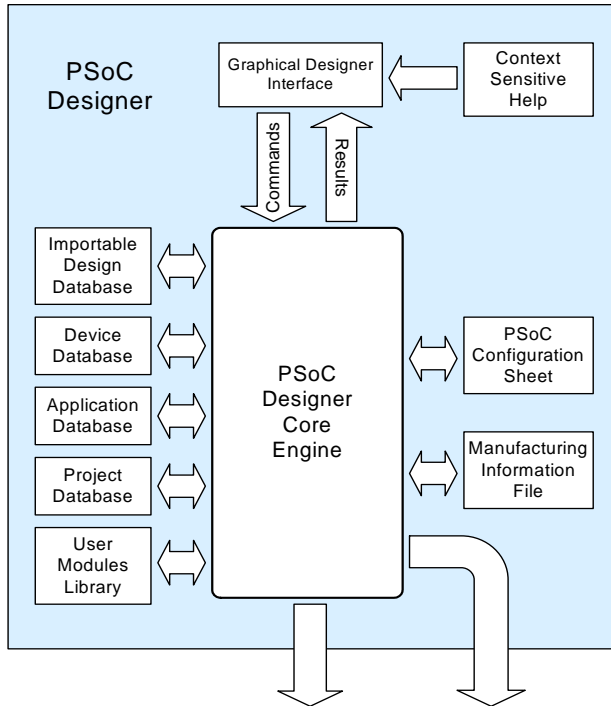 PSoC
Designer
Graphical Designer
Interface
Context
Sensitive
Help
Commands
Results
Importable
Design
Database
Device
Database
Application
Database
Project
Database
User
Modules
Library
PSoC
Designer
Core
Engine
PSoC
Configuration
Sheet
Manufacturing
Information
File